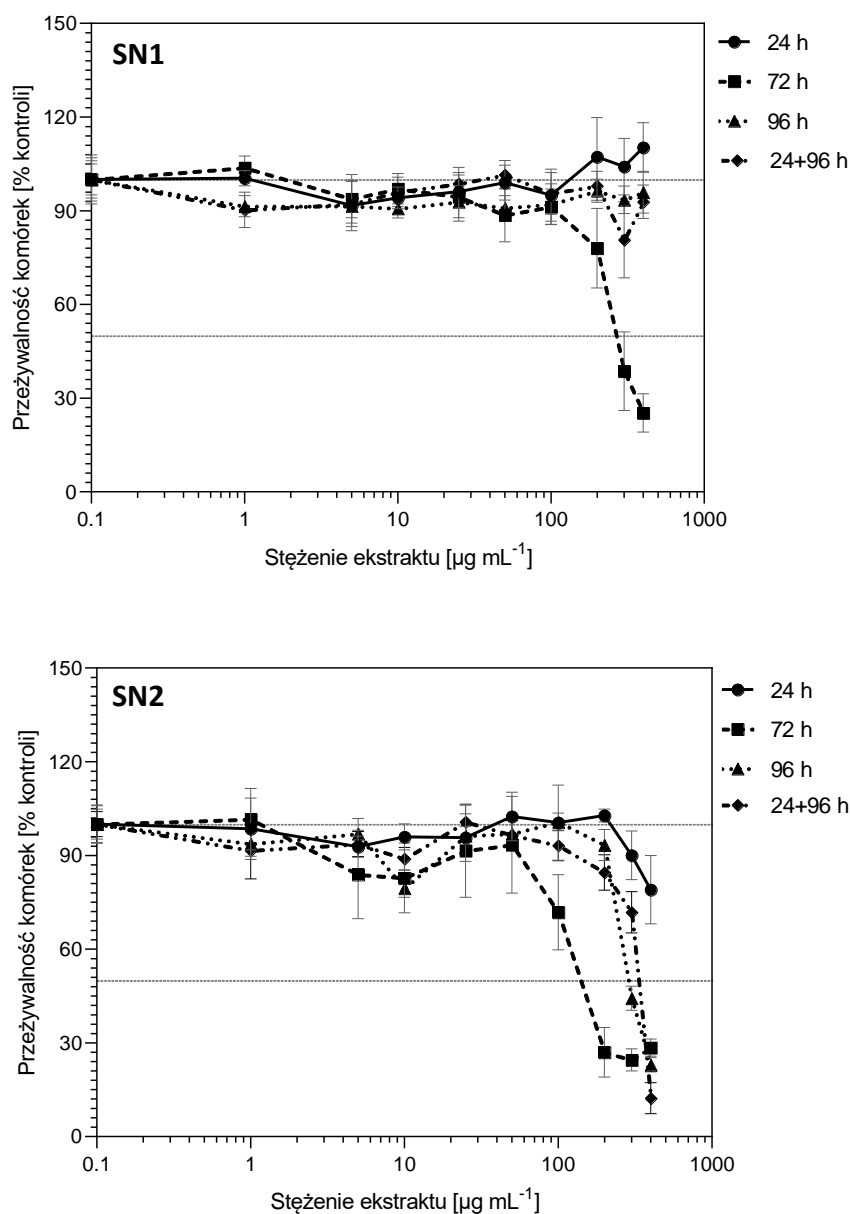 SN1
150
120
90
60
30
0
Przeżywalność komórek [% kontroli]
0.1 1 10 100 1000
Stężenie ekstraktu [µg mL-1]
24 h
72 h
96 h
24+96 h
SN2
150
120
90
60
30
0
Przeżywalność komórek [% kontroli]
0.1 1 10 100 1000
Stężenie ekstraktu [µg mL-1]
24 h
72 h
96 h
24+96 h